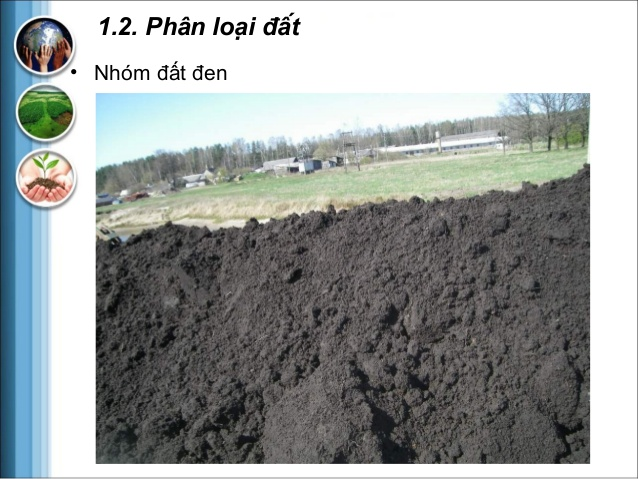 1.2. Phân loại đất
• Nhóm đất đen